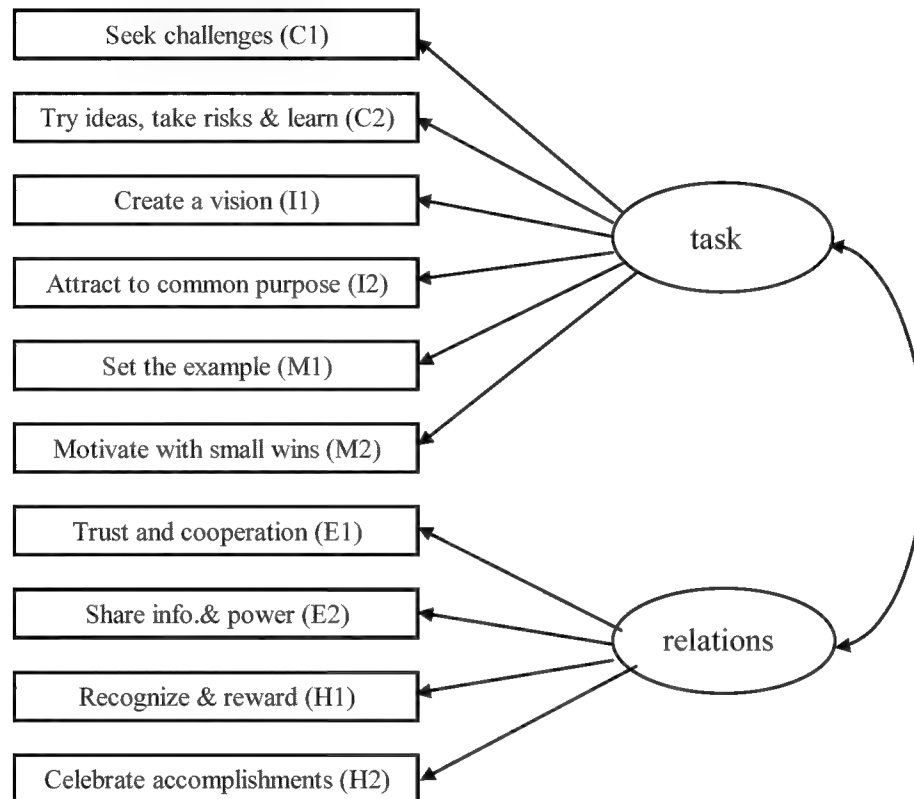 Seek challenges (C1)
Try ideas, take risks & learn (C2)
Create a vision (I1)
Attract to common purpose (I2)
Set the example (M1)
Motivate with small wins (M2)
Trust and cooperation (E1)
Share info.& power (E2)
Recognize & reward (H1)
Celebrate accomplishments (H2)
task
relations